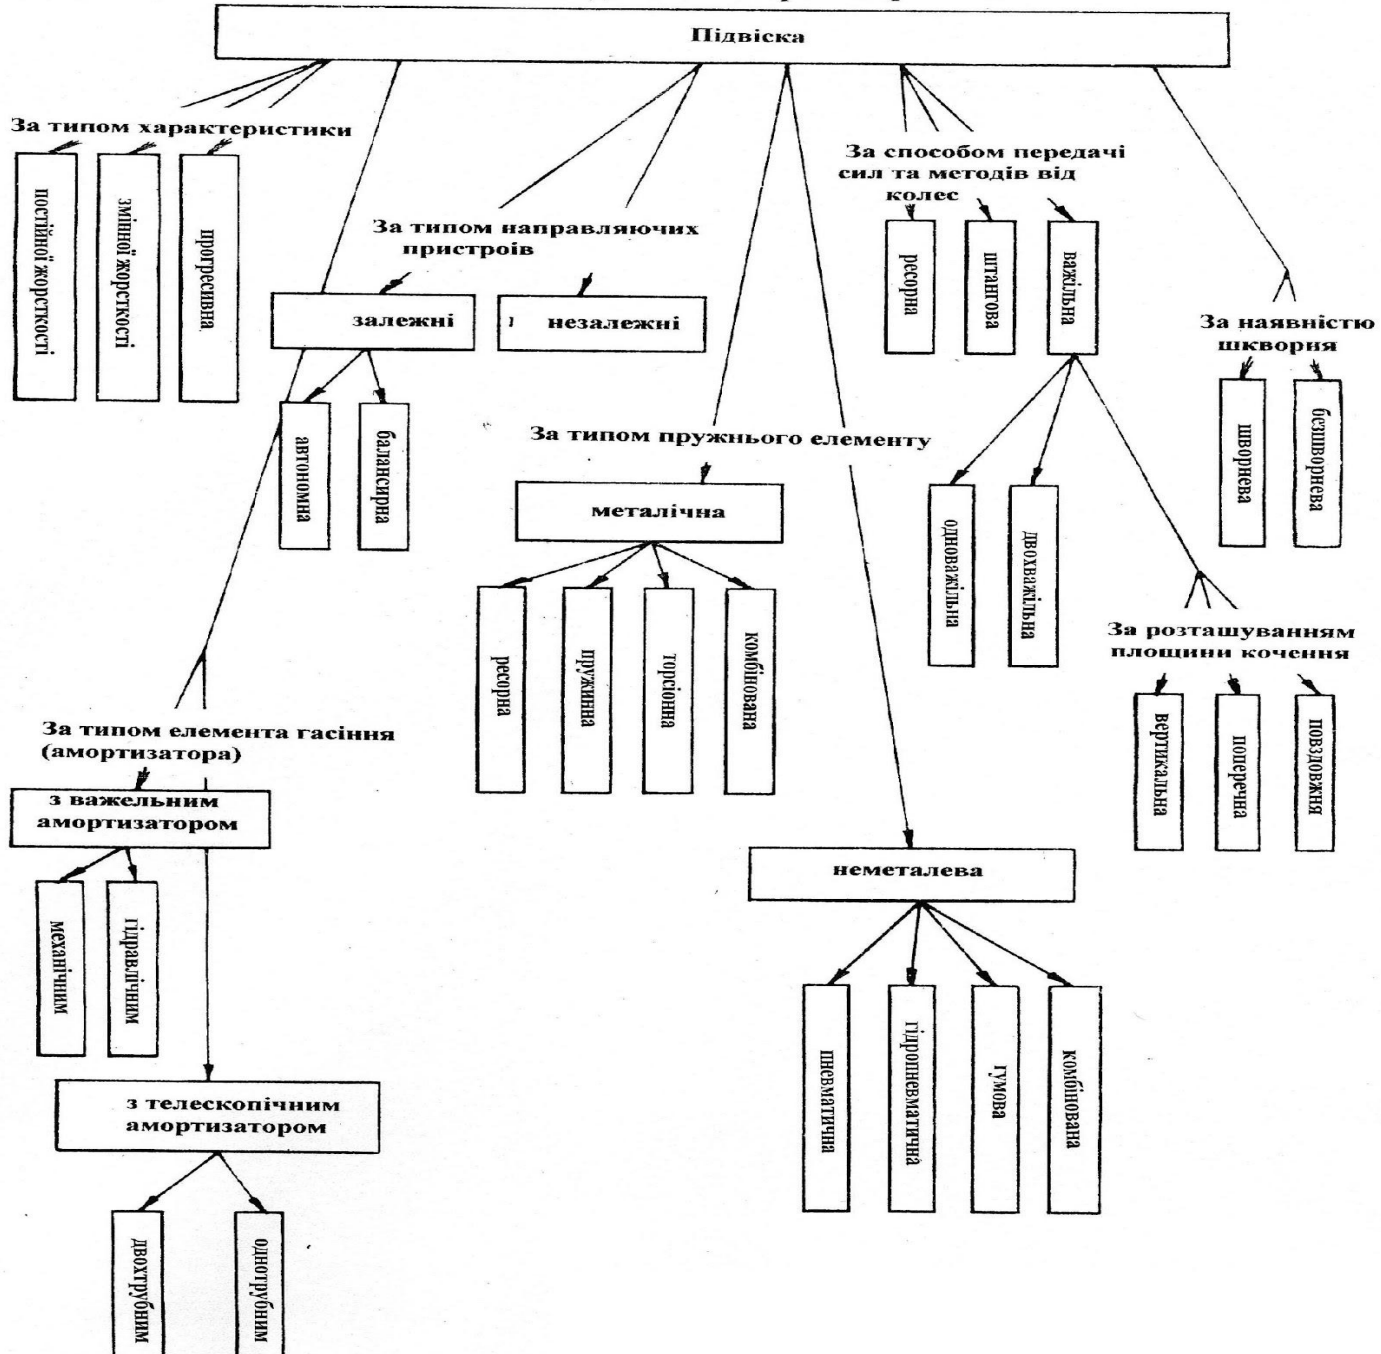 Підвіска
За типом характеристики
постійної жорсткості
змінної жорсткості
прогресивна
За типом направляючих
пристроїв
залежні
незалежні
автономна
балансирна
За способом передачі
сил та методів від
колес
ресорна
штангова
важільна
одноважільна
двохважільна
За наявністю
шкворня
шворнева
безшворнева
За розташуванням
площини кочення
вертикальна
поперечна
повздовжня
За типом пружнього елементу
металічна
ресорна
пружинна
торсіонна
комбінована
неметалева
пневматична
гідропневматична
гумова
комбінована
За типом елемента гасіння
(амортизатора)
з важельним
амортизатором
механічним
гідравлічним
з телескопічним
амортизатором
двохтрубним
однотрубним